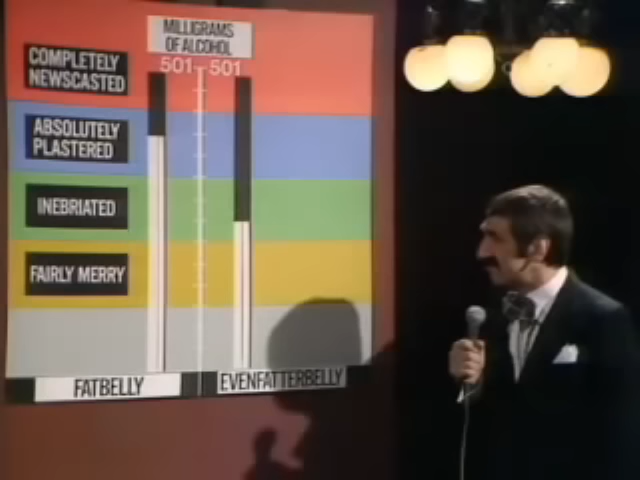 MILLIGRAMS
OF ALCOHOL
501 501
COMPLETELY
NEWSCASTED
ABSOLUTELY
PLASTERED
INEBRIATED
FAIRLY MERRY
FATBELLY
EVENFATTERBELLY